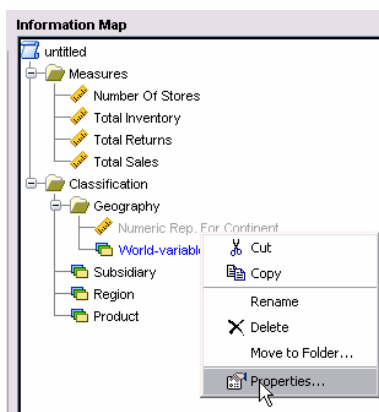 Information Map
untitled
Measures
Number Of Stores
Total Inventory
Total Returns
Total Sales
Classification
Geography
Numeric Rep. For Continent
World-variable
Subsidiary
Region
Product
Cut
Copy
Rename
Delete
Move to Folder...
Properties...